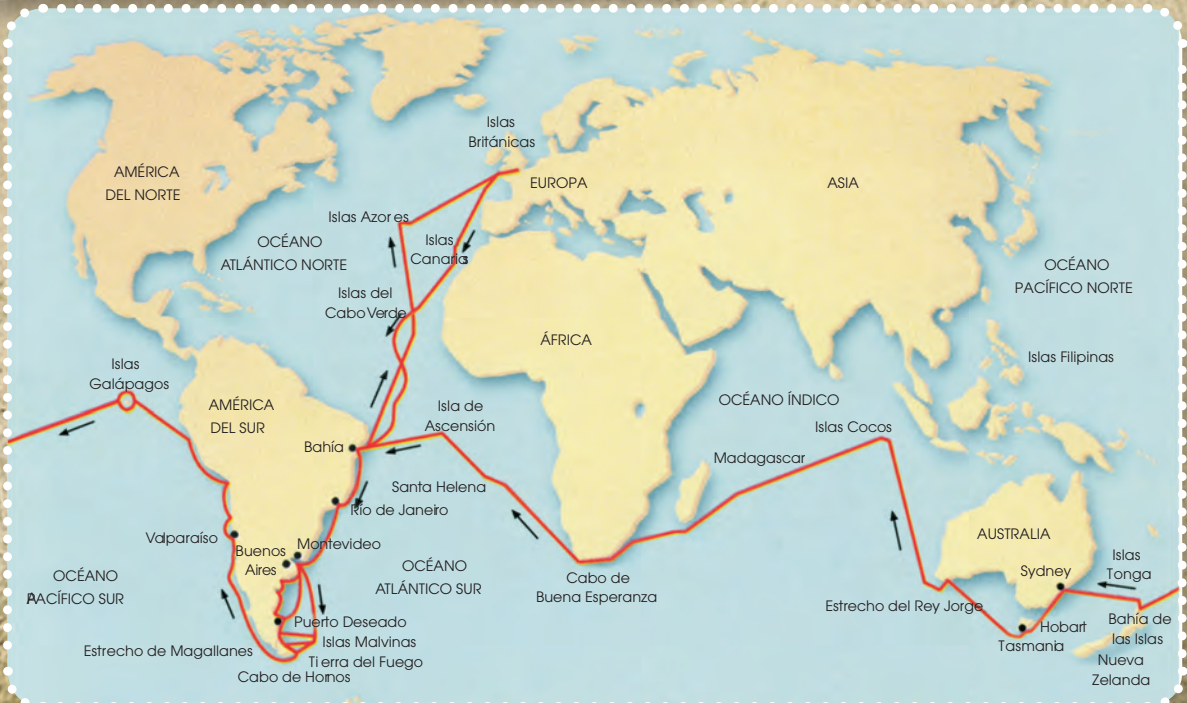 Islas
Británicas
AMÉRICA
DEL NORTE
EUROPA
ASIA
Islas Azores
OCÉANO
ATLÁNTICO NORTE
Islas
Canarias
OCÉANO
PACÍFICO NORTE
Islas del
Cabo Verde
ÁFRICA
Islas Filipinas
Islas
Galápagos
AMÉRICA
DEL SUR
OCÉANO ÍNDICO
Isla de
Ascensión
Islas Cocos
Bahía
Madagascar
Santa Helena
Río de Janeiro
Valparaíso
Montevideo
Buenos
Aires
AUSTRALIA
OCÉANO
PACÍFICO SUR
OCÉANO
ATLÁNTICO SUR
Cabo de
Buena Esperanza
Sydney
Islas
Tonga
Estrecho del Rey Jorge
Puerto Deseado
Hobart
Bahía de
las Islas
Estrecho de Magallanes
Islas Malvinas
Tasmania
Tierra del Fuego
Nueva
Zelanda
Cabo de Hornos